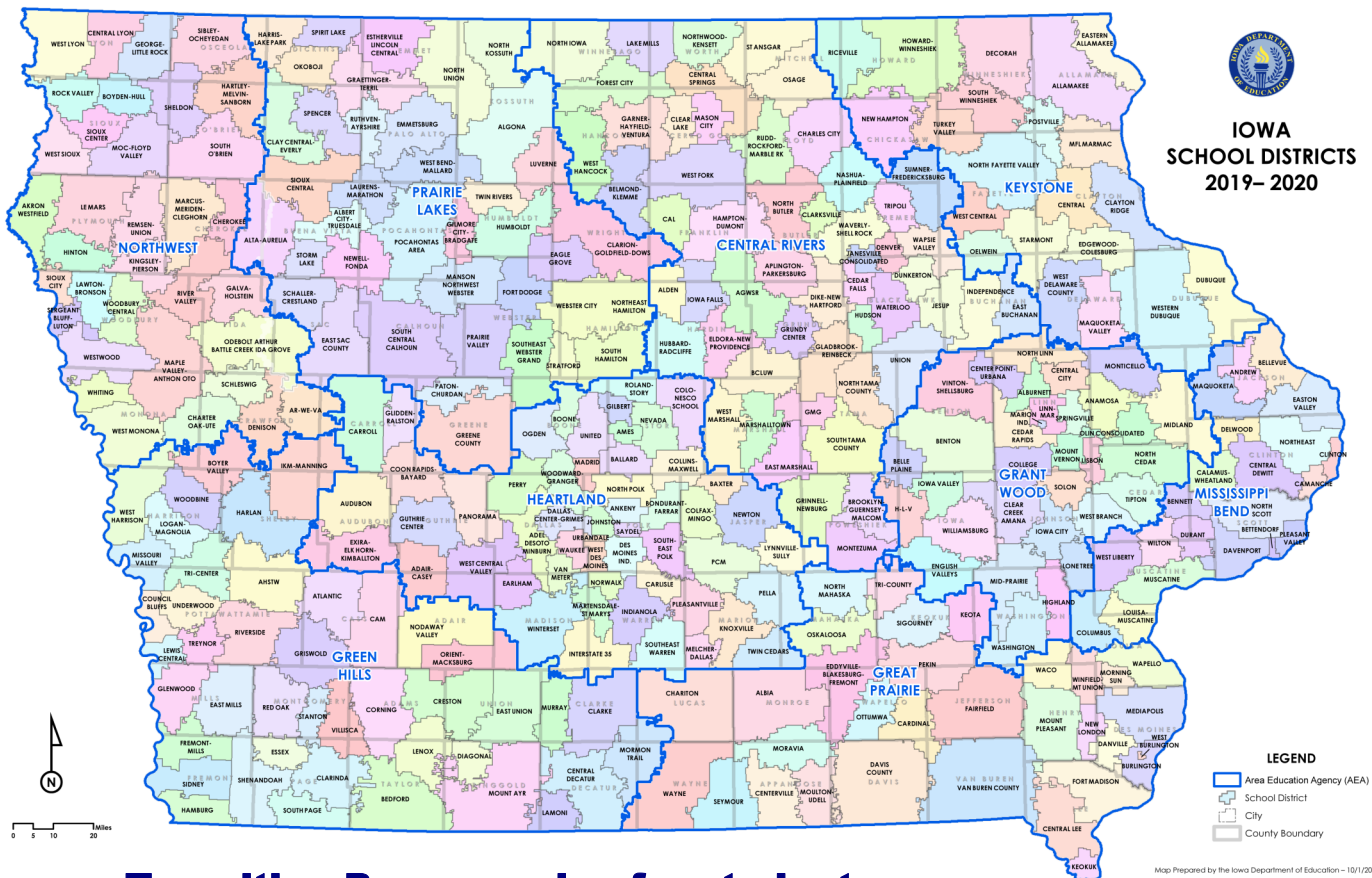 IOWA DEPARTMENT
OF EDUCATION
IOWA
SCHOOL DISTRICTS
2019– 2020
NORTHWEST
WEST LYON
CENTRAL LYON
GEORGE-
LITTLE ROCK
SIBLEY-
OCHEYEDAN
ROCK VALLEY
BOYDEN-HULL
SHELDON
HARTLEY-
MELVIN-
SANBORN
SIOUX
CENTER
MOC-FLOYD
VALLEY
SOUTH
O'BRIEN
WEST SIOUX
AKRON
WESTFIELD
LE MARS
REMSEN-
UNION
MARCUS-
MERIDEN-
CLEGHORN
CHEROKEE
HINTON
KINGSLEY-
PIERSON
SIOUX
CITY
LAWTON-
BRONSON
WOODBURY
CENTRAL
RIVER
VALLEY
GALVA-
HOLSTEIN
SERGEANT
BLUFF-
LUTON
WESTWOOD
MAPLE
VALLEY-
ANTHON OTO
ODEBOLT ARTHUR
BATTLE CREEK IDA GROVE
SCHLESWIG
WHITING
CHARTER
OAK-UTE
DENISON
AR-WE-VA
WEST MONONA
PRAIRIE
LAKES
HARRIS-
LAKE PARK
SPIRIT LAKE
ESTHERVILLE
LINCOLN
CENTRAL
NORTH
KOSSUTH
OKOBOJI
GRAETTINGER-
TERRIL
NORTH
UNION
SPENCER
RUTHVEN-
AYRSHIRE
EMMETSBURG
ALGONA
CLAY CENTRAL-
EVERLY
WEST BEND-
MALLARD
LUVERNE
SIOUX
CENTRAL
LAURENS-
MARATHON
TWIN RIVERS
ALBERT
CITY-
TRUESDALE
POCAHONTAS
AREA
GILMORE
CITY-
BRADGATE
HUMBOLDT
CLARION-
GOLDFIELD-DOWS
ALTA-AURELIA
STORM
LAKE
NEWELL-
FONDA
EAGLE
GROVE
SCHALLER-
CRESTLAND
MANSON
NORTHWEST
WEBSTER
FORT DODGE
WEBSTER CITY
NORTHEAST
HAMILTON
EAST SAC
COUNTY
SOUTH
CENTRAL
CALHOUN
PRAIRIE
VALLEY
SOUTHEAST
WEBSTER
GRAND
SOUTH
HAMILTON
STRATFORD
PATON-
CHURDAN
GREENE
COUNTY
CENTRAL RIVERS
NORTH IOWA
LAKE MILLS
NORTHWOOD-
KENSETT
ST ANSGAR
RICEVILLE
FOREST CITY
CENTRAL
SPRINGS
OSAGE
GARNER-
HAYFIELD-
VENTURA
CLEAR
LAKE
MASON
CITY
RUDD-
ROCKFORD-
MARBLE RK
CHARLES CITY
WEST
HANCOCK
BELMOND-
KLEMME
WEST FORK
NASHUA-
PLAINFIELD
SUMNER-
FREDERICKSBURG
CAL
HAMPTON-
DUMONT
NORTH
BUTLER
CLARKSVILLE
TRIPOLI
WAVERLY-
SHELL ROCK
DENVER
WAPSIE
VALLEY
JANESVILLE
CONSOLIDATED
APLINGTON-
PARKERSBURG
DUNKERTON
CEDAR
FALLS
ALDEN
IOWA FALLS
AGWSR
DIKE-NEW
HARTFORD
WATERLOO
HUDSON
JESUP
INDEPENDENCE
EAST
BUCHANAN
HUBBARD-
RADCLIFFE
ELDORA-NEW
PROVIDENCE
GRUNDY
CENTER
GLADBROOK-
REINBECK
UNION
BCLUW
NORTH TAMA
COUNTY
WEST
MARSHALL
MARSHALLTOWN
GMG
SOUTH TAMA
COUNTY
EAST MARSHALL
GRINNELL-
NEWBURG
BROOKLYN
GUERNSEY
MALCOM
MONTEZUMA
KEYSTONE
HOWARD-
WINNESHIEK
DECORAH
EASTERN
ALLAMAKEE
ALLAMAKEE
SOUTH
WINNESHIEK
NEW HAMPTON
TURKEY
VALLEY
POSTVILLE
MFL MARMAC
NORTH FAYETTE VALLEY
WEST CENTRAL
CENTRAL
CLAYTON
RIDGE
OELWEIN
STARMONT
EDGEWOOD-
COLESBURG
WEST
DELAWARE
COUNTY
DUBUQUE
WESTERN
DUBUQUE
MAQUOKETA
VALLEY
HEARTLAND
CARROLL
GLIDDEN-
RALSTON
COON RAPIDS-
BAYARD
ROLAND-
STORY
COLO-
NESCO
SCHOOL
BOONE
GILBERT
NEVADA
OGDEN
UNITED
AMES
BALLARD
MADRID
COLLINS-
MAXWELL
WOODWARD-
GRANGER
PERRY
NORTH POLK
BAXTER
AUDUBON
GUTHRIE
CENTER
PANORAMA
DALLAS
CENTER-GRIMES
ANKENY
BONDURANT-
FARRAR
COLFAX-
MINGO
NEWTON
JOHNSTON
SAYDEL
ADEL
DESOTO
MINBURN
URBANDALE
WAUKEE
WEST
DES
MOINES
DES
MOINES
IND.
SOUTH-
EAST
POLK
LYNNVILLE-
SULLY
EXIRA-
ELK HORN-
KIMBALLTON
ADAIR-
CASEY
WEST CENTRAL
VALLEY
VAN
METER
PCM
EARLHAM
NORWALK
CARLISLE
PELLA
MARTENSDALE-
ST MARYS
INDIANOLA
PLEASANTVILLE
WINTERSET
KNOXVILLE
INTERSTATE 35
SOUTHEAST
WARREN
MELCHER-
DALLAS
TWIN CEDARS
GRANT
WOOD
NORTH LINN
CENTER POINT-
URBANA
CENTRAL
CITY
MONTICELLO
VINTON-
SHELLSBURG
ALBURNETT
ANAMOSA
MARION
IND.
LINN-
MAR
SPRINGVILLE
MIDLAND
CEDAR
RAPIDS
OLIN CONSOLIDATED
BENTON
MOUNT
VERNON
LISBON
NORTH
CEDAR
BELLE
PLAINE
COLLEGE
IOWA VALLEY
SOLON
TIPTON
H-L-V
CLEAR
CREEK
AMANA
WEST BRANCH
WILLIAMSBURG
IOWA CITY
ENGLISH
VALLEYS
LONE TREE
MID-PRAIRIE
HIGHLAND
WASHINGTON
MISSISSIPPI
BEND
BELLEVUE
ANDREW
MAQUOKETA
EASTON
VALLEY
DELWOOD
NORTHEAST
CLINTON
CALAMUS-
WHEATLAND
CENTRAL
DEWITT
CAMANCHE
BENNETT
NORTH
SCOTT
BETTENDORF
PLEASANT
VALLEY
DURANT
DAVENPORT
WILTON
WEST LIBERTY
MUSCATINE
LOUISA-
MUSCATINE
COLUMBUS
GREEN
HILLS
BOYER
VALLEY
IKM-MANNING
WOODBINE
WEST
HARRISON
HARLAN
LOGAN-
MAGNOLIA
MISSOURI
VALLEY
TRI-CENTER
AHSTW
COUNCIL
BLUFFS
UNDERWOOD
ATLANTIC
CAM
NODAWAY
VALLEY
TREYNOR
RIVERSIDE
LEWIS
CENTRAL
GRISWOLD
ORIENT-
MACKSBURG
GLENWOOD
EAST MILLS
RED OAK
STANTON
VILLISCA
CORNING
CRESTON
EAST UNION
MURRAY
CLARKE
FREMONT-
MILLS
ESSEX
LENOX
DIAGONAL
MORMON
TRAIL
SIDNEY
SHENANDOAH
CLARINDA
CENTRAL
DECATUR
HAMBURG
SOUTH PAGE
BEDFORD
MOUNT AYR
LAMONI
GREAT
PRAIRIE
NORTH
MAHASKA
TRI-COUNTY
KEOTA
SIGOURNEY
OSKALOOSA
EDDYVILLE-
BLAKESBURG-
FREMONT
PEKIN
WACO
WAPELLO
WINFIELD-
MT UNION
MORNING
SUN
CHARITON
ALBIA
OTTUMWA
CARDINAL
FAIRFIELD
MOUNT
PLEASANT
NEW
LONDON
MEDIAPOLIS
DANVILLE
WEST
BURLINGTON
BURLINGTON
MORAVIA
FORT MADISON
WAYNE
SEYMOUR
CENTERVILLE
MOULTON
UDELL
DAVIS
COUNTY
VAN BUREN COUNTY
CENTRAL LEE
KEOKUK
N
0 5 10 20 Miles
LEGEND
Area Education Agency (AEA)
School District
City
County Boundary